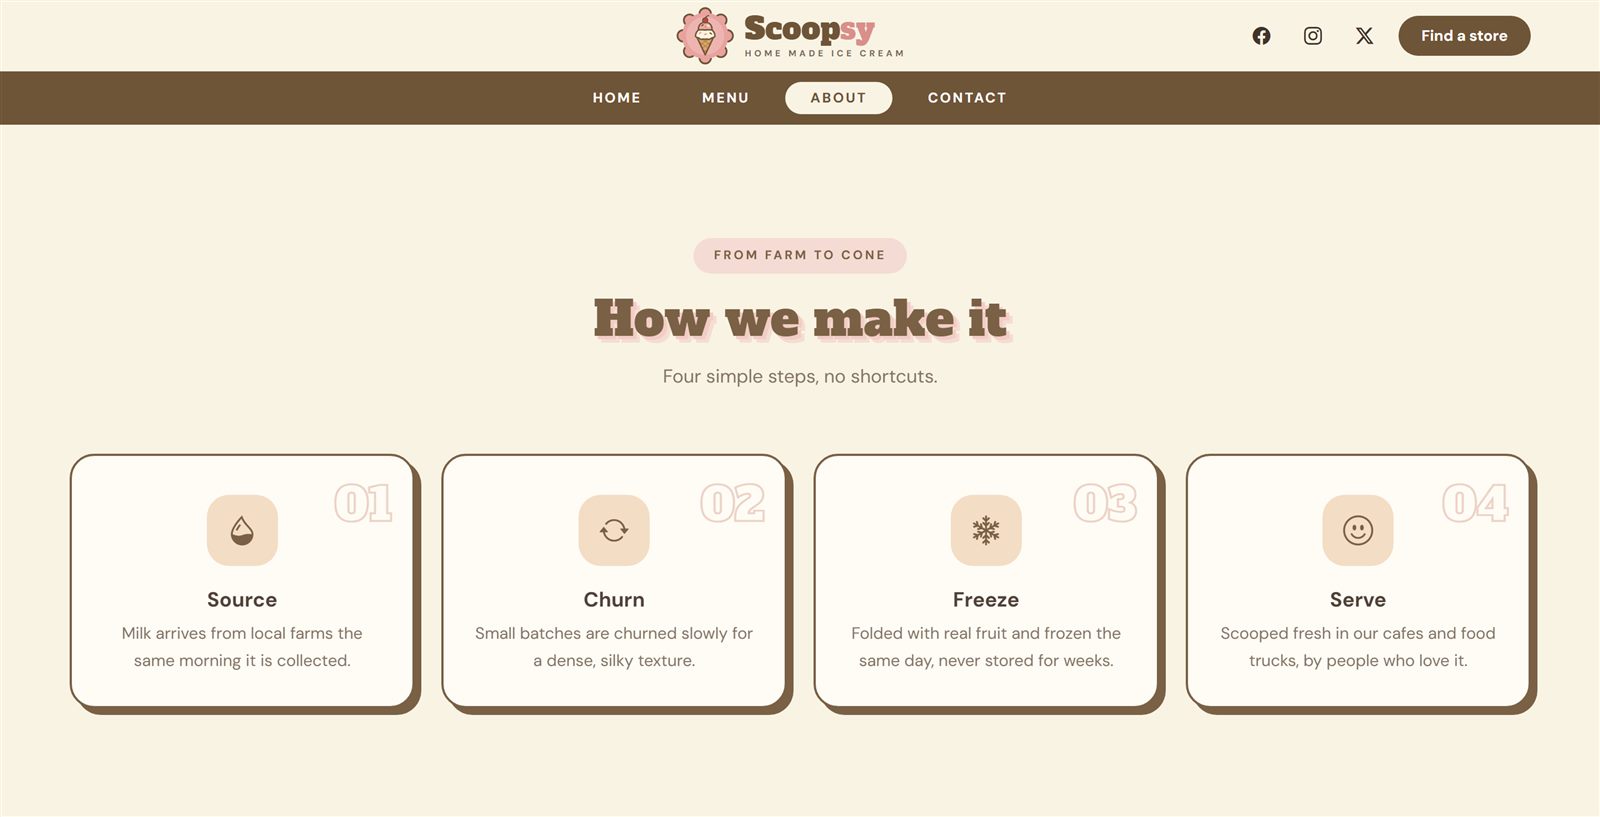 Scoopsy
HOME MADE ICE CREAM
Find a store
HOME
MENU
ABOUT
CONTACT
FROM FARM TO CONE
How we make it
Four simple steps, no shortcuts.
01
Source
Milk arrives from local farms the
same morning it is collected.
02
Churn
Small batches are churned slowly for
a dense, silky texture.
03
Freeze
Folded with real fruit and frozen the
same day, never stored for weeks.
04
Serve
Scooped fresh in our cafes and food
trucks, by people who love it.